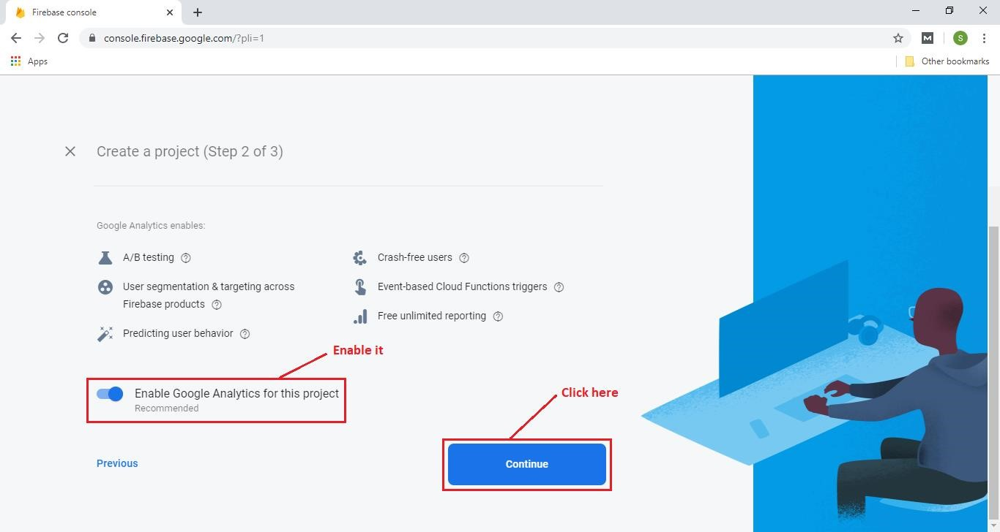 Firebase console
console.firebase.google.com/?pli=1
M
S
Apps
Other bookmarks
Create a project (Step 2 of 3)
Google Analytics enables:
A/B testing
User segmentation & targeting across
Firebase products
Predicting user behavior
Crash-free users
Event-based Cloud Functions triggers
Free unlimited reporting
Enable it
Enable Google Analytics for this project
Recommended
Click here
Previous
Continue